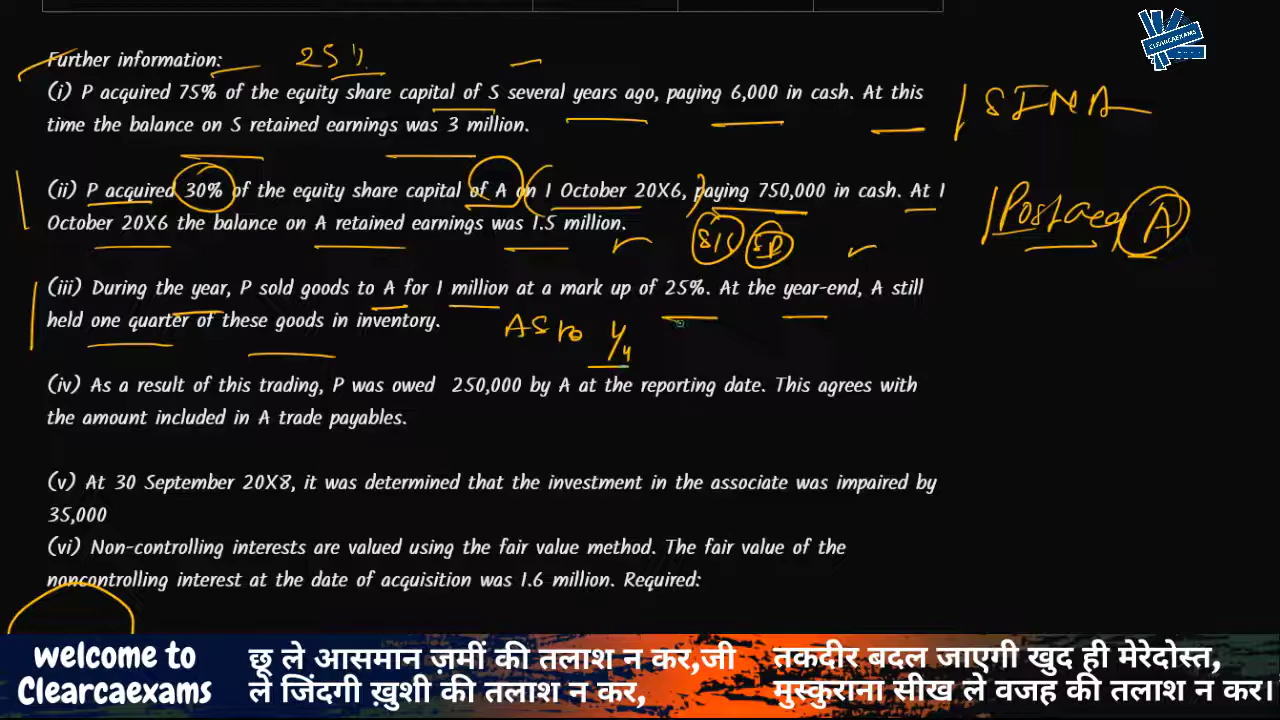 CLEARCAEXAMS
Further information: 25%
(i) P acquired 75% of the equity share capital of S several years ago, paying 6,000 in cash. At this
time the balance on S retained earnings was 3 million.
SINA
(ii) P acquired 30% of the equity share capital of A on 1 October 20X6, paying 750,000 in cash. At 1
October 20X6 the balance on A retained earnings was 1.5 million.
Post acq A
(iii) During the year, P sold goods to A for 1 million at a mark up of 25%. At the year-end, A still
held one quarter of these goods in inventory.
1/4
(iv) As a result of this trading, P was owed 250,000 by A at the reporting date. This agrees with
the amount included in A trade payables.
(v) At 30 September 20X8, it was determined that the investment in the associate was impaired by
35,000
(vi) Non-controlling interests are valued using the fair value method. The fair value of the
noncontrolling interest at the date of acquisition was 1.6 million. Required:
welcome to
Clearcaexams
छू ले आसमान ज़मीं की तलाश न कर,जी
ले जिंदगी ख़ुशी की तलाश न कर,
तकदीर बदल जाएगी खुद ही मेरेदोस्त,
मुस्कुराना सीख ले वजह की तलाश न कर।